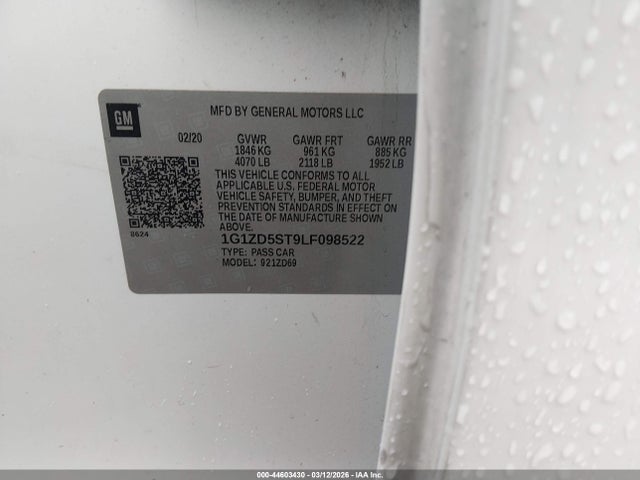 GM
MFD BY GENERAL MOTORS LLC
02/20 GVWR GAWR FRT GAWR RR
1846 KG 961 KG 885 KG
4070 LB 2118 LB 1952 LB
THIS VEHICLE CONFORMS TO ALL
APPLICABLE U.S. FEDERAL MOTOR
VEHICLE SAFETY, BUMPER, AND THEFT
PREVENTION STANDARDS IN EFFECT ON
THE DATE OF MANUFACTURE SHOWN
ABOVE.
8624
1G1ZD5ST9LF098522
TYPE: PASS CAR
MODEL: 921ZD69
000-44603430 - 03/12/2026 - IAA Inc.